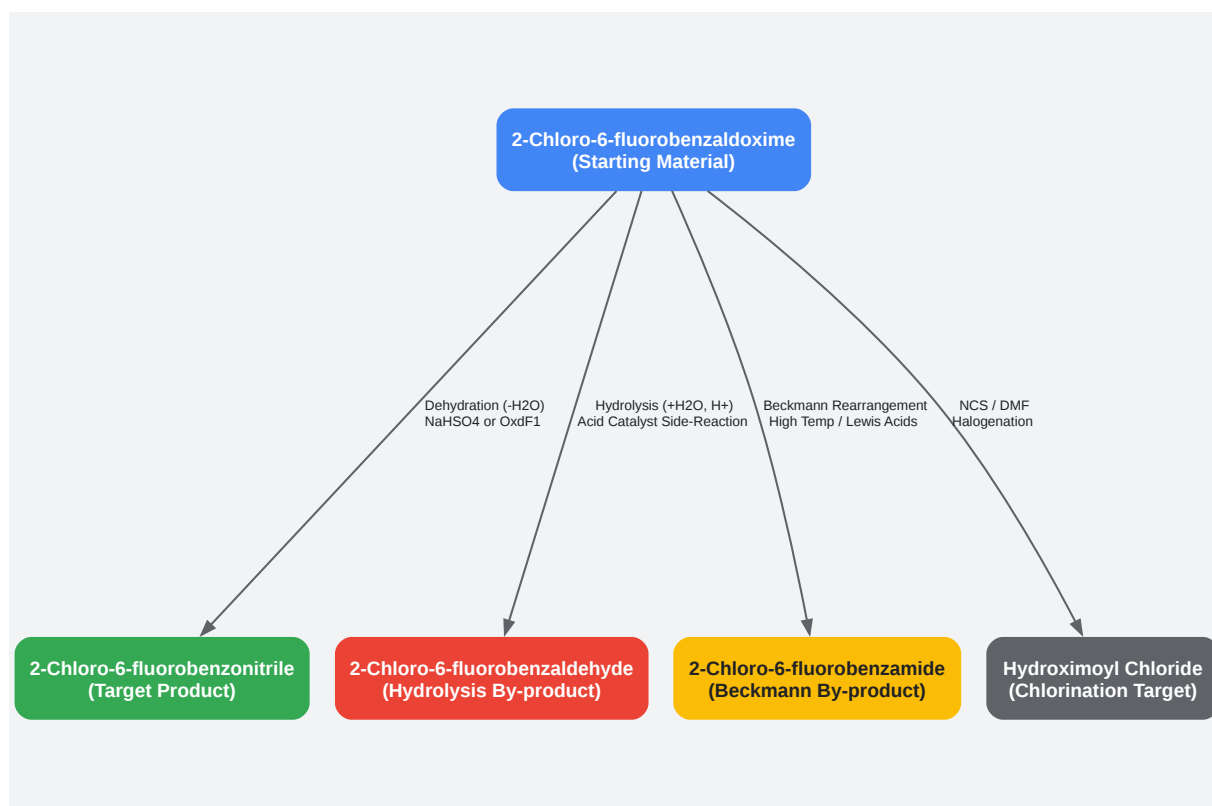 2-Chloro-6-fluorobenzaldoxime
(Starting Material)
Dehydration (-H2O)
NaHSO4 or OxdF1
Hydrolysis (+H2O, H+)
Acid Catalyst Side-Reaction
Beckmann Rearrangement
High Temp / Lewis Acids
NCS / DMF
Halogenation
2-Chloro-6-fluorobenzonitrile
(Target Product)
2-Chloro-6-fluorobenzaldehyde
(Hydrolysis By-product)
2-Chloro-6-fluorobenzamide
(Beckmann By-product)
Hydroximoyl Chloride
(Chlorination Target)